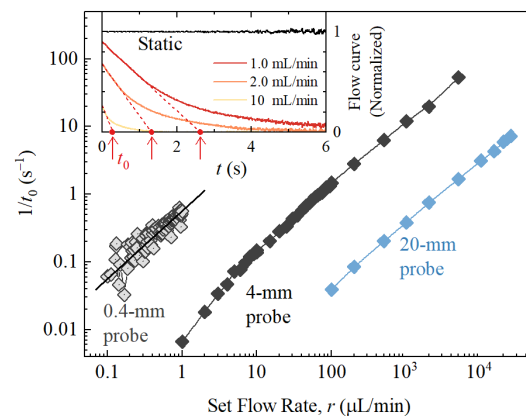 Static
1.0 mL/min
2.0 mL/min
10 mL/min
1
0
Flow curve
(Normalized)
0 2 4 6
t₀
t (s)
100
10
1
0.1
0.01
1/t₀ (s⁻¹)
0.4-mm
probe
4-mm
probe
20-mm
probe
0.1 1 10 10² 10³ 10⁴
Set Flow Rate, r (μL/min)